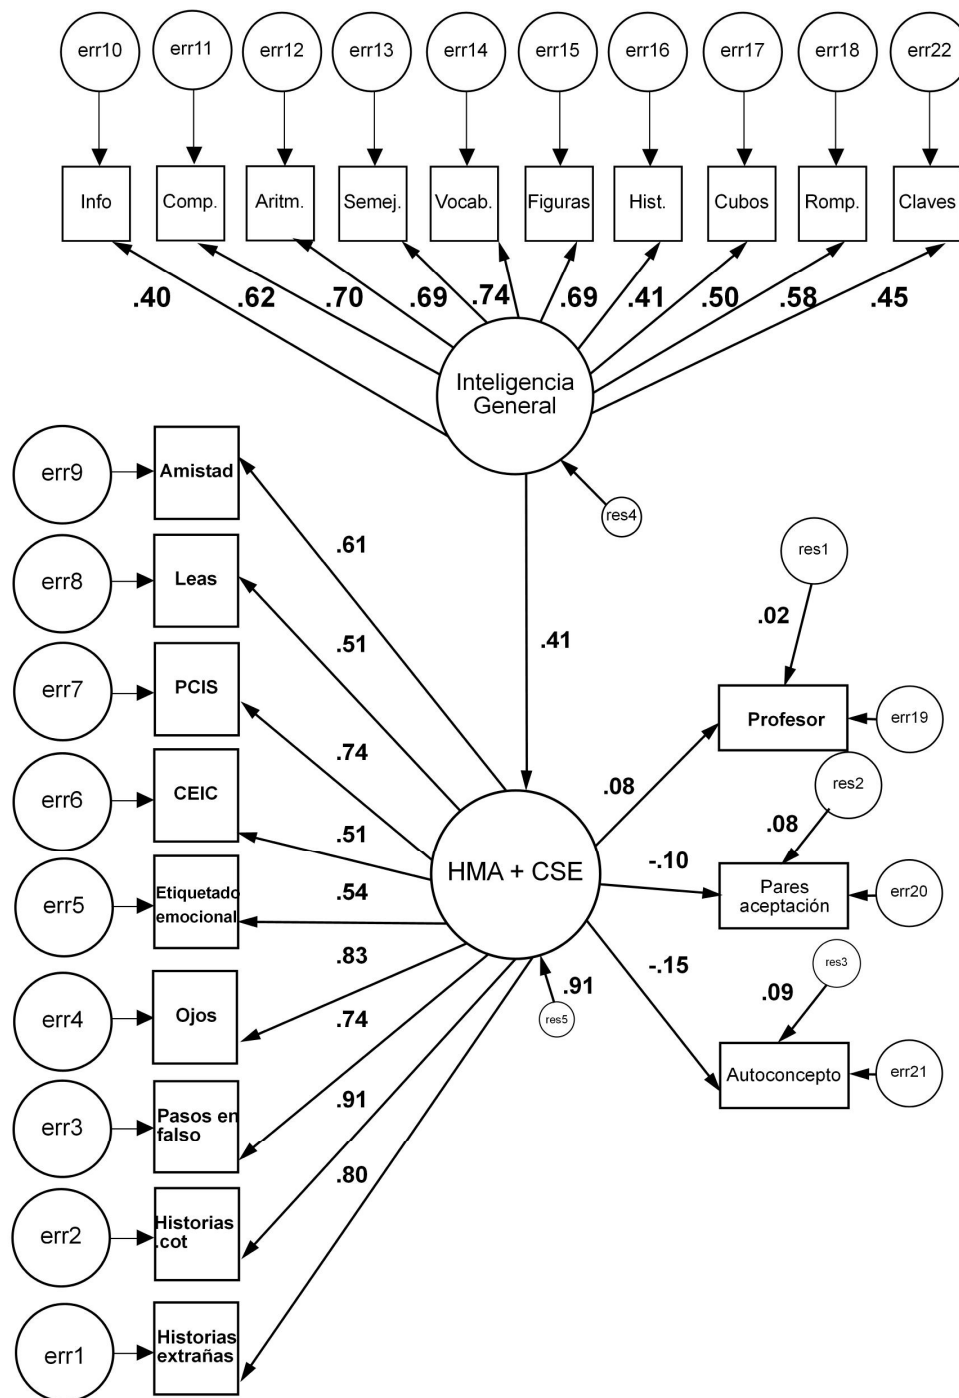 err10 err11 err12 err13 err14 err15 err16 err17 err18 err22
Info Comp. Aritm. Semej. Vocab. Figuras Hist. Cubos Romp. Claves
.40 .62 .70 .69 .74 .69 .41 .50 .58 .45
Inteligencia
General
err9
Amistad
res4
.61
res1
err8
Leas
.51
.41
.02
err7
PCIS
Profesor
err19
.74
.08
res2
err6
CEIC
.51
.08
-.10
HMA + CSE
err5
Etiquetado
emocional
.54
Pares
aceptación
err20
.83
-.15
res3
.91
.09
res5
err4
Ojos
.74
Autoconcepto
err21
.91
err3
Pasos en
falso
.80
err2
Historias
.cot
err1
Historias
extrañas